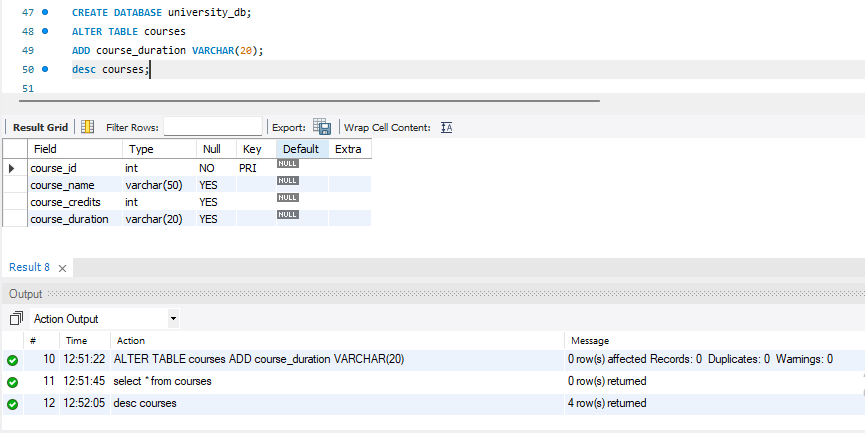 47 CREATE DATABASE university_db;
48 ALTER TABLE courses
49 ADD course_duration VARCHAR(20);
50 desc courses;
51
Result Grid Filter Rows: Export: Wrap Cell Content: IA
Field Type Null Key Default Extra
course_id int NO PRI NULL
course_name varchar(50) YES NULL
course_credits int YES NULL
course_duration varchar(20) YES NULL
Result 8 x
Output
Action Output
# Time Action Message
10 12:51:22 ALTER TABLE courses ADD course_duration VARCHAR(20) 0 row(s) affected Records: 0 Duplicates: 0 Warnings: 0
11 12:51:45 select * from courses 0 row(s) returned
12 12:52:05 desc courses 4 row(s) returned